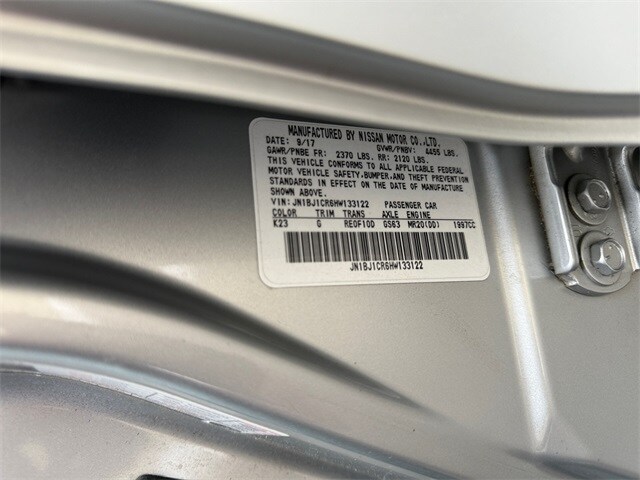 MANUFACTURED BY NISSAN MOTOR CO.,LTD.
DATE: 9/17 GVWR/PNBV: 4455 LBS.
GAWR/PNBE FR: 2370 LBS. RR: 2120 LBS.
THIS VEHICLE CONFORMS TO ALL APPLICABLE FEDERAL
MOTOR VEHICLE SAFETY,BUMPER,AND THEFT PREVENTION
STANDARDS IN EFFECT ON THE DATE OF MANUFACTURE
SHOWN ABOVE.
VIN: JN1BJ1CR6HW133122 PASSENGER CAR
COLOR TRIM TRANS AXLE ENGINE
K23 G RE0F10D GS63 MR20(DD) 1997CC
JN1BJ1CR6HW133122